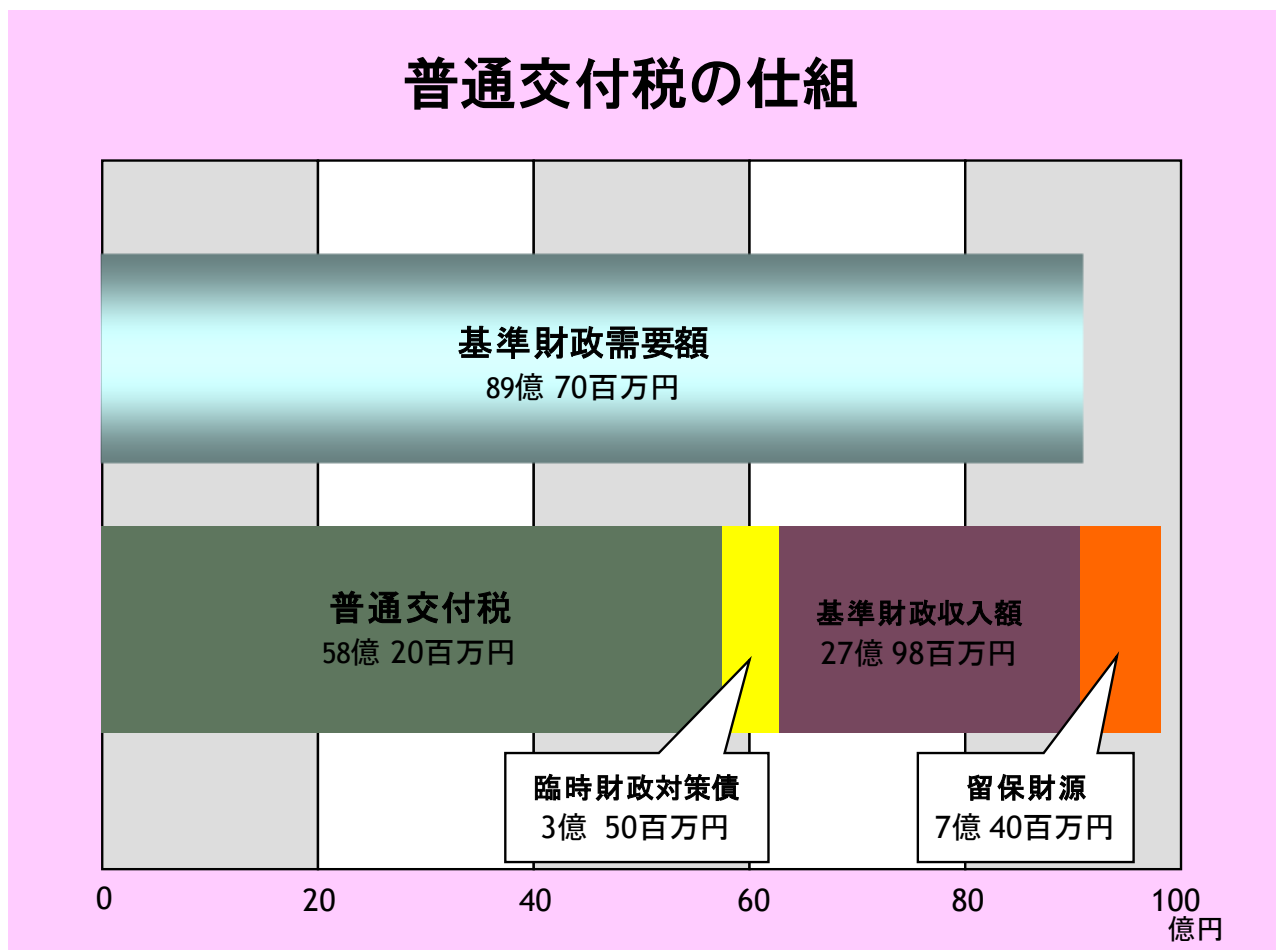 普通交付税の仕組
基準財政需要額
89億 70百万円
普通交付税
58億 20百万円
基準財政収入額
27億 98百万円
臨時財政対策債
3億 50百万円
留保財源
7億 40百万円
0 20 40 60 80 100
億円